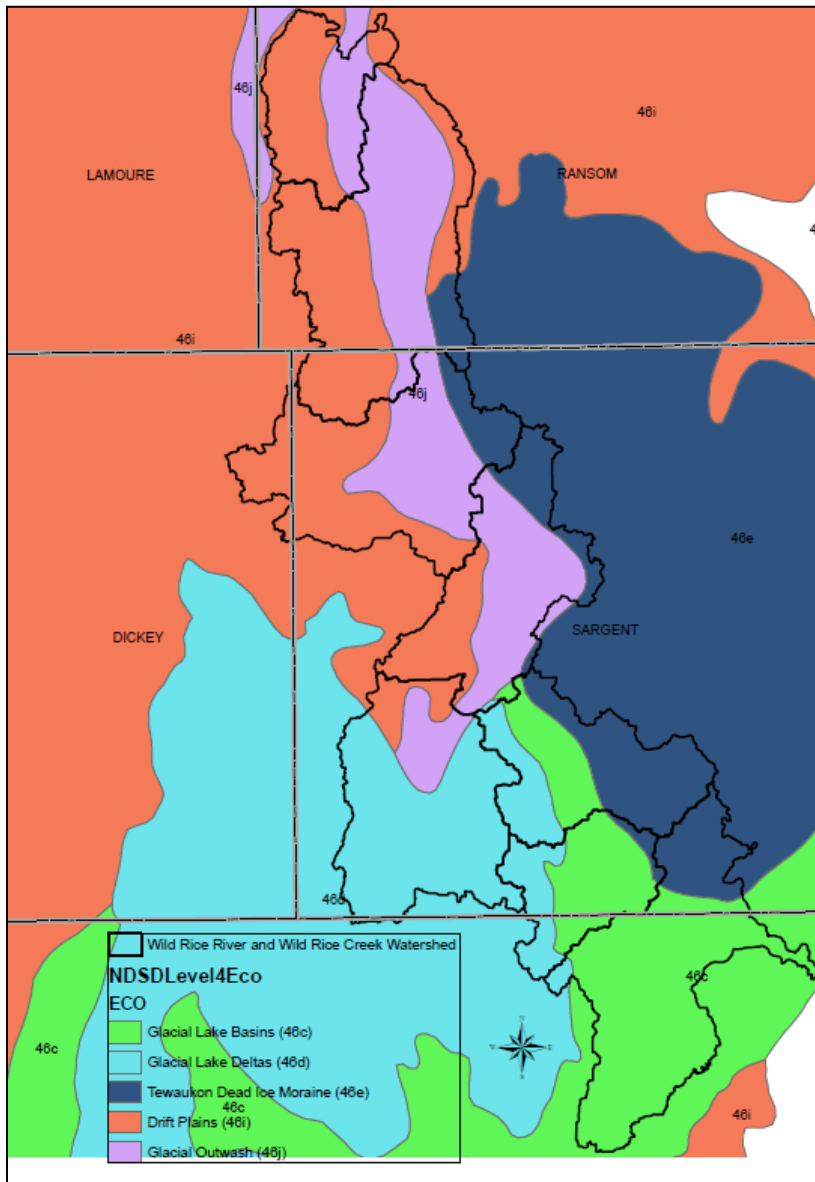 46j
46i
LAMOURE
RANSOM
4
46i
46j
46e
DICKEY
SARGENT
46d
Wild Rice River and Wild Rice Creek Watershed
NDSDLevel4Eco
ECO
46c
Glacial Lake Basins (46c)
46c
Glacial Lake Deltas (46d)
Tewaukon Dead Ice Moraine (46e)
46c
Drift Plains (46i)
46i
Glacial Outwash (46j)